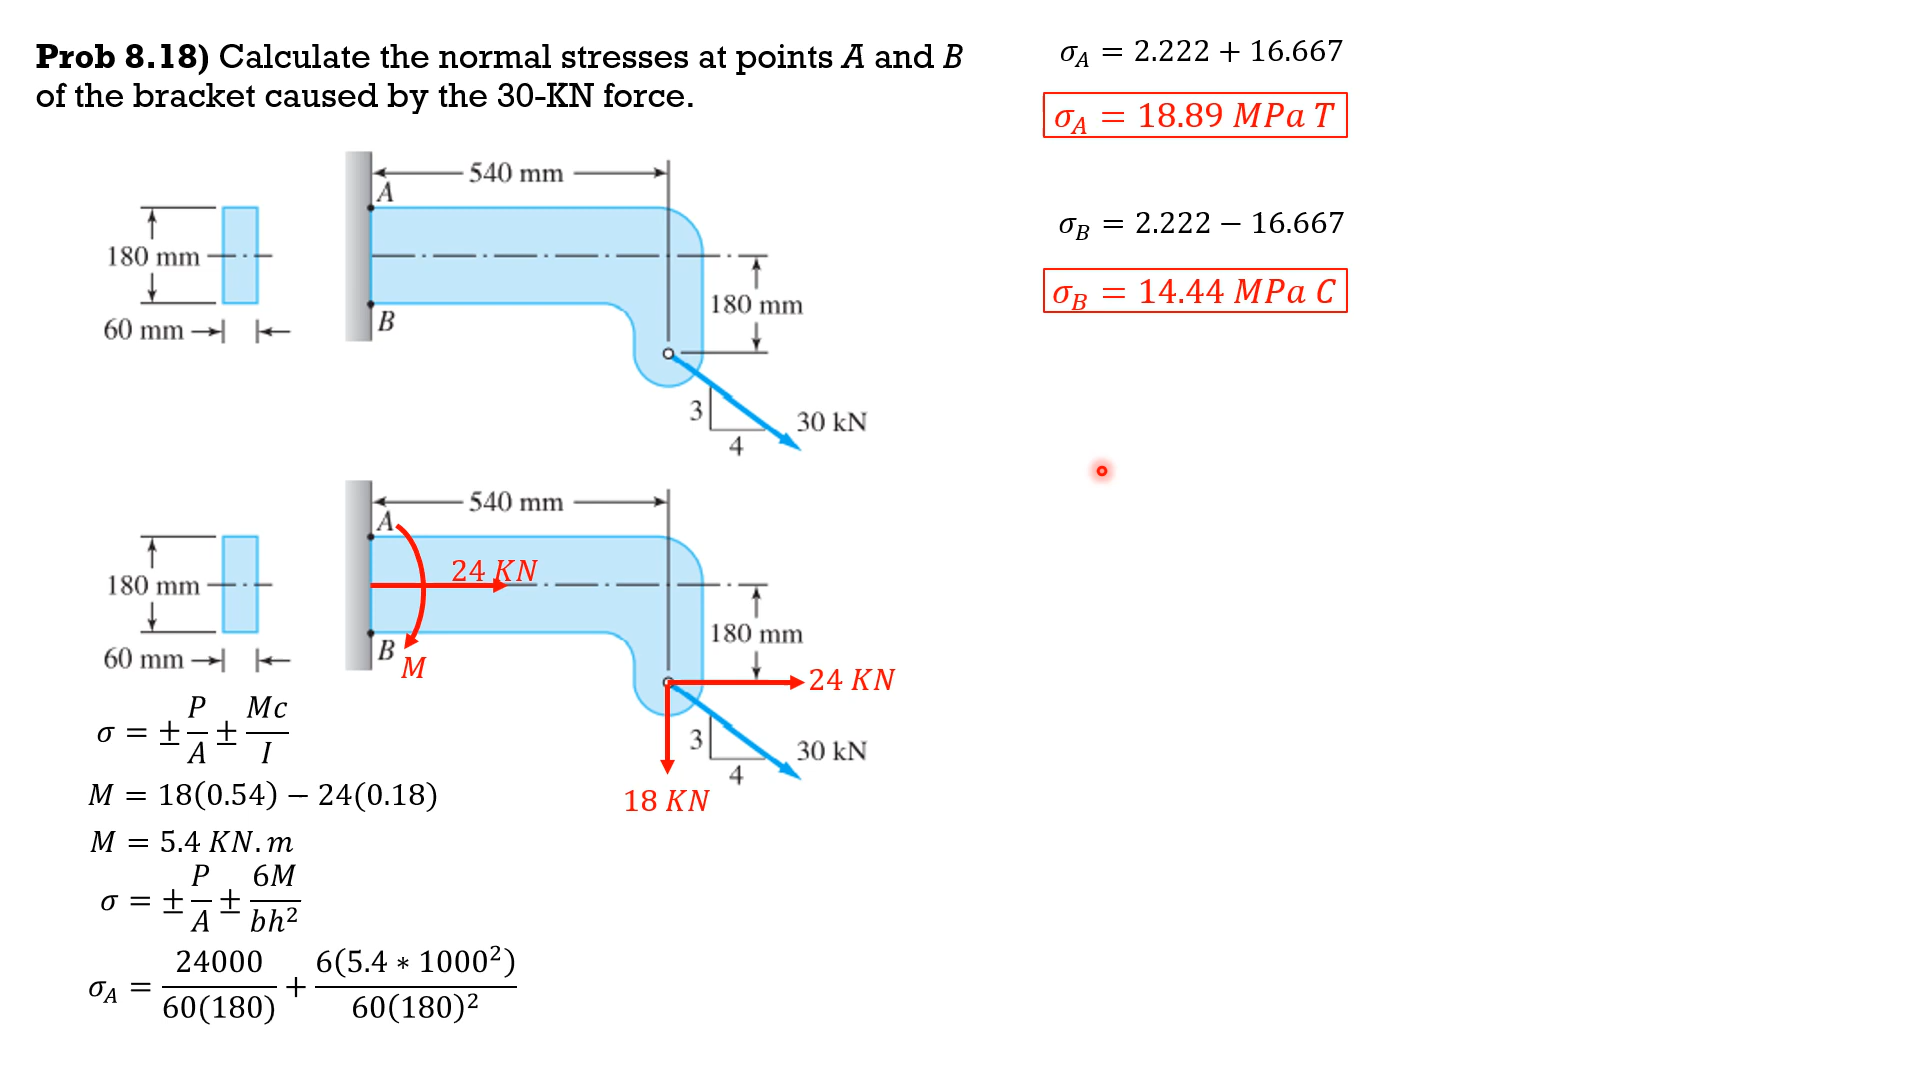 Prob 8.18) Calculate the normal stresses at points A and B
of the bracket caused by the 30-KN force.
540 mm
A
180 mm
60 mm
B
180 mm
3
4
30 kN
540 mm
A
24 KN
180 mm
60 mm
B
M
180 mm
24 KN
3
4
30 kN
18 KN
σ = ± P/A ± Mc/I
M = 18(0.54) − 24(0.18)
M = 5.4 KN.m
σ = ± P/A ± 6M/bh²
σ_A = 24000/60(180) + 6(5.4 ∗ 1000²)/60(180)²
σ_A = 2.222 + 16.667
σ_A = 18.89 MPa T
σ_B = 2.222 − 16.667
σ_B = 14.44 MPa C